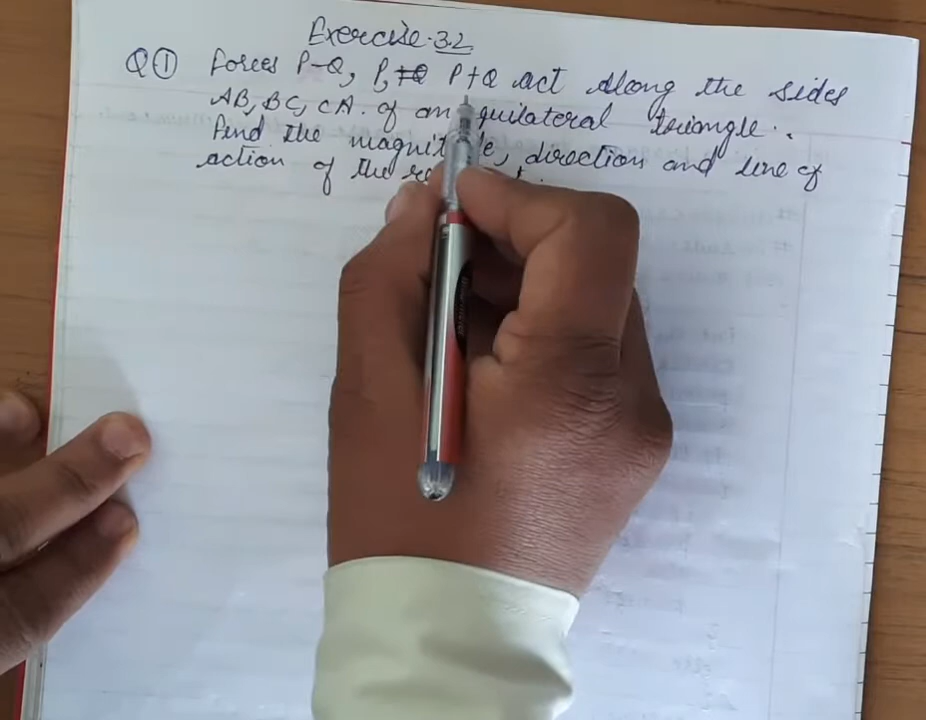 Exercise-3.2
Q① Forces P-Q, P, P+Q act along the sides
AB, BC, CA. of an equilateral triangle.
Find the magnitude, direction and line of
action of the